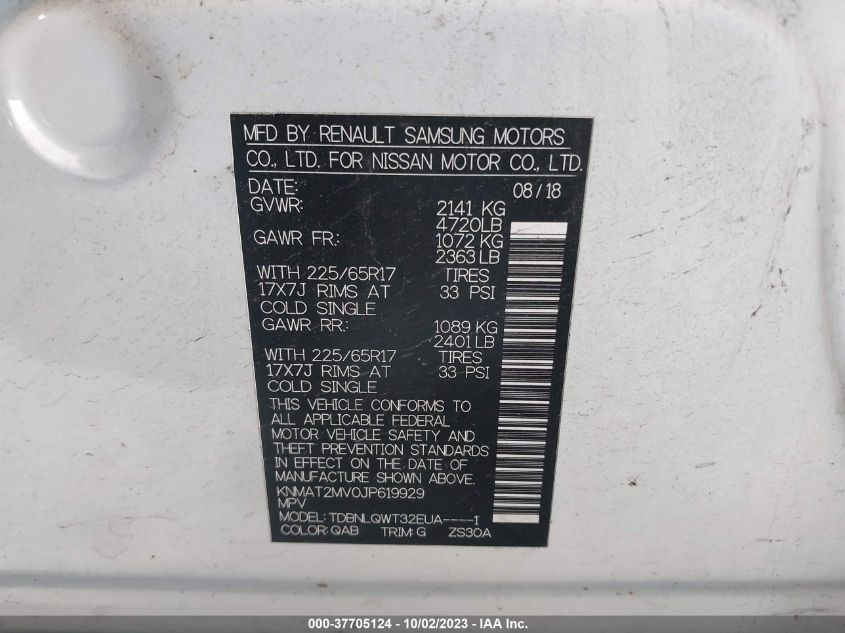 MFD BY RENAULT SAMSUNG MOTORS
CO., LTD. FOR NISSAN MOTOR CO., LTD.
DATE: 08/18
GVWR: 2141 KG
4720LB
GAWR FR.: 1072 KG
2363 LB
WITH 225/65R17 TIRES
17X7J RIMS AT 33 PSI
COLD SINGLE
GAWR RR.: 1089 KG
2401 LB
WITH 225/65R17 TIRES
17X7J RIMS AT 33 PSI
COLD SINGLE
THIS VEHICLE CONFORMS TO
ALL APPLICABLE FEDERAL
MOTOR VEHICLE SAFETY AND
THEFT PREVENTION STANDARDS
IN EFFECT ON THE DATE OF
MANUFACTURE SHOWN ABOVE.
KNMAT2MV0JP619929
MPV
MODEL: TDBNLQWT32EUA----1
COLOR: QAB TRIM: G ZS30A
000-37705124 - 10/02/2023 - IAA Inc.